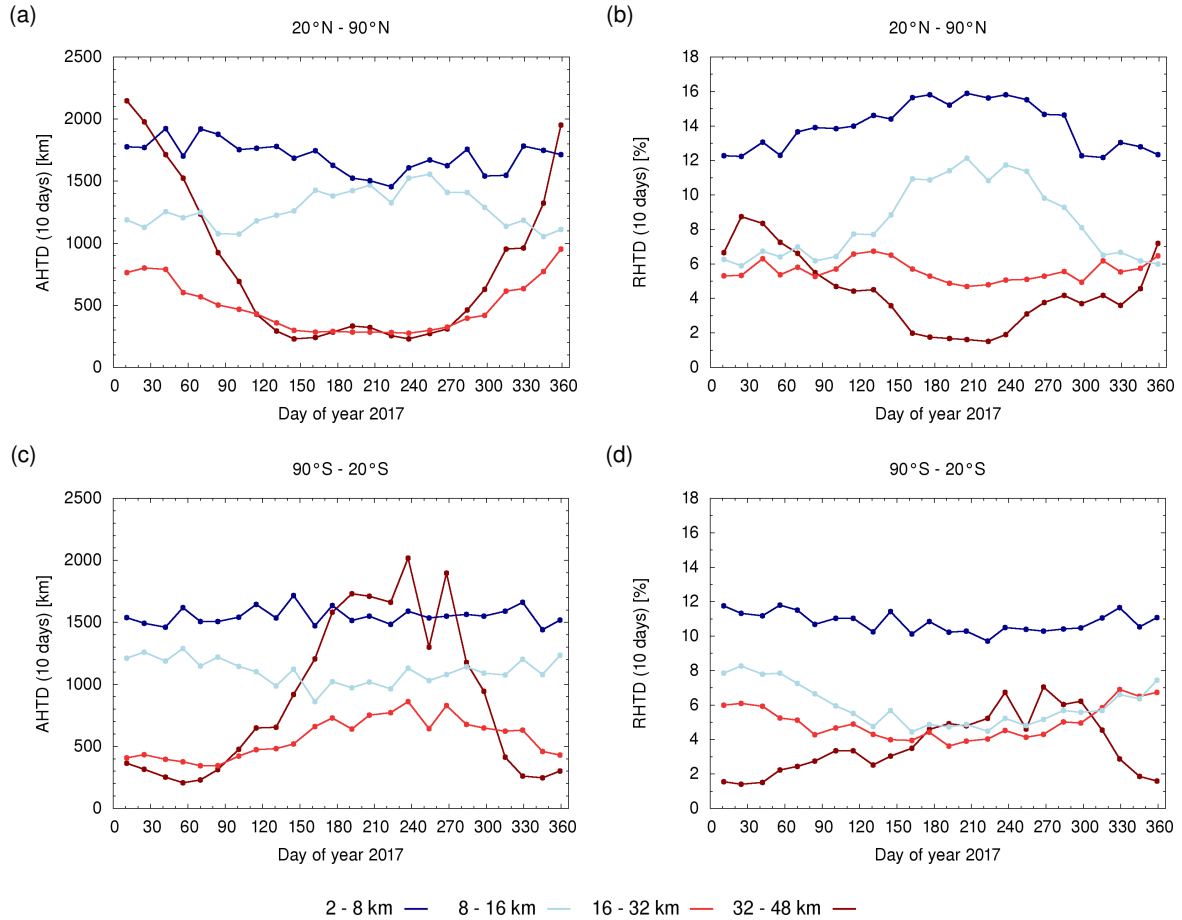 (a)
20°N - 90°N
AHTD (10 days) [km]
2500
2000
1500
1000
500
0
0 30 60 90 120 150 180 210 240 270 300 330 360
Day of year 2017
(b)
20°N - 90°N
RHTD (10 days) [%]
18
16
14
12
10
8
6
4
2
0
0 30 60 90 120 150 180 210 240 270 300 330 360
Day of year 2017
(c)
90°S - 20°S
AHTD (10 days) [km]
2500
2000
1500
1000
500
0
0 30 60 90 120 150 180 210 240 270 300 330 360
Day of year 2017
(d)
90°S - 20°S
RHTD (10 days) [%]
18
16
14
12
10
8
6
4
2
0
0 30 60 90 120 150 180 210 240 270 300 330 360
Day of year 2017
2 - 8 km 8 - 16 km 16 - 32 km 32 - 48 km